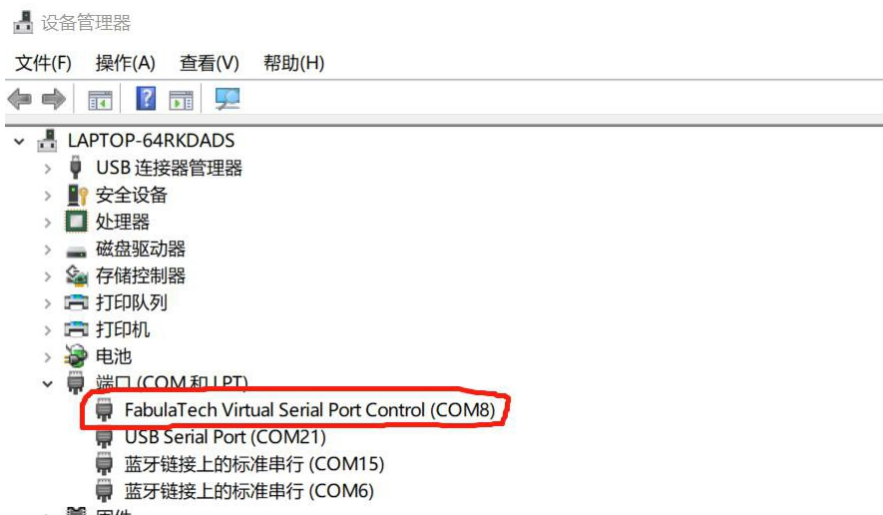 设备管理器
文件(F) 操作(A) 查看(V) 帮助(H)
LAPTOP-64RKDADS
USB 连接器管理器
安全设备
处理器
磁盘驱动器
存储控制器
打印队列
打印机
电池
端口 (COM 和 LPT)
FabulaTech Virtual Serial Port Control (COM8)
USB Serial Port (COM21)
蓝牙链接上的标准串行 (COM15)
蓝牙链接上的标准串行 (COM6)
固件